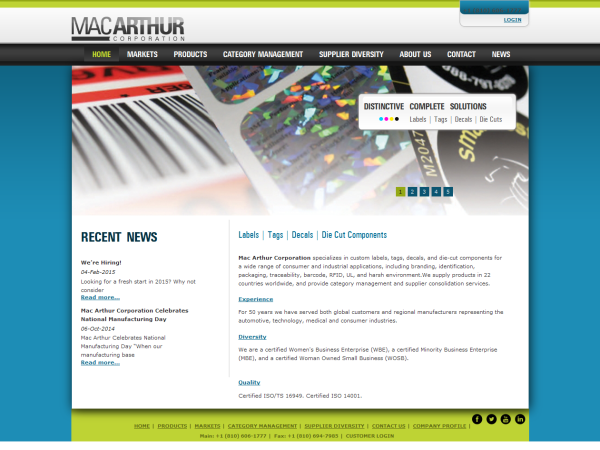 MACARTHUR
CORPORATION
LOGIN
HOME MARKETS PRODUCTS CATEGORY MANAGEMENT SUPPLIER DIVERSITY ABOUT US CONTACT NEWS
DISTINCTIVE COMPLETE SOLUTIONS
Labels | Tags | Decals | Die Cuts
1 2 3 4 5
RECENT NEWS
We're Hiring!
04-Feb-2015
Looking for a fresh start in 2015? Why not
consider
Read more...
Mac Arthur Corporation Celebrates
National Manufacturing Day
06-Oct-2014
Mac Arthur Celebrates National
Manufacturing Day "When our
manufacturing base
Read more...
Labels | Tags | Decals | Die Cut Components
Mac Arthur Corporation specializes in custom labels, tags, decals, and die-cut components for
a wide range of consumer and industrial applications, including branding, identification,
packaging, traceability, barcode, RFID, UL, and harsh environment.We supply products in 22
countries worldwide, and provide category management and supplier consolidation services.
Experience
For 50 years we have served both global customers and regional manufacturers representing the
automotive, technology, medical and consumer industries.
Diversity
We are a certified Women's Business Enterprise (WBE), a certified Minority Business Enterprise
(MBE), and a certified Woman Owned Small Business (WOSB).
Quality
Certified ISO/TS 16949. Certified ISO 14001.
HOME | PRODUCTS | MARKETS | CATEGORY MANAGEMENT | SUPPLIER DIVERSITY | CONTACT US | COMPANY PROFILE |
Main: +1 (810) 606-1777 | Fax: +1 (810) 694-7985 | CUSTOMER LOGIN